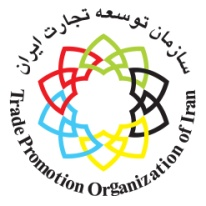 سازمان توسعه تجارت ایران
Trade Promotion Organization of Iran